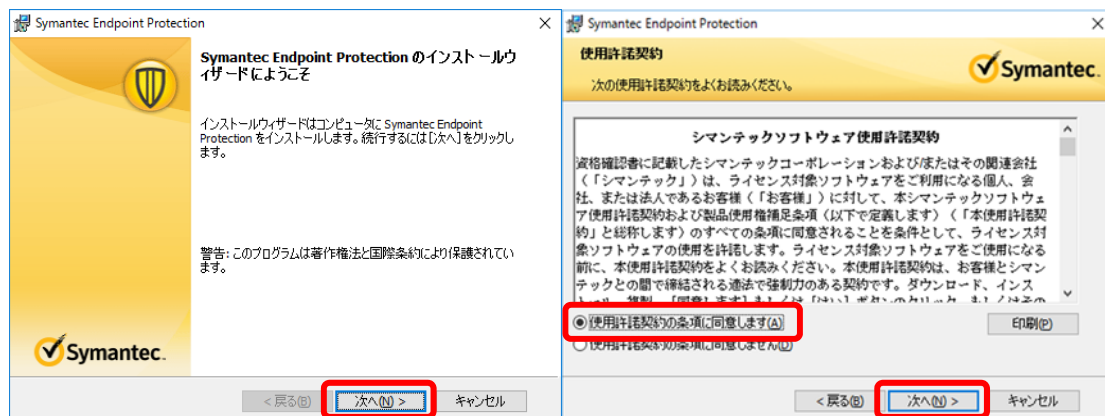 Symantec Endpoint Protection
Symantec Endpoint Protection のインストールウ
ィザードにようこそ
インストールウィザードはコンピュータに Symantec Endpoint
Protection をインストールします。続行するには[次へ]をクリックし
ます。
警告: このプログラムは著作権法と国際条約により保護されてい
ます。
Symantec.
< 戻る(B)
次へ(N) >
キャンセル
Symantec Endpoint Protection
使用許諾契約
次の使用許諾契約をよくお読みください。
Symantec.
シマンテックソフトウェア使用許諾契約
資格確認書に記載したシマンテックコーポレーションおよび/またはその関連会社
(「シマンテック」)は、ライセンス対象ソフトウェアをご利用になる個人、会
社、または法人であるお客様(「お客様」)に対して、本シマンテックソフトウェ
ア使用許諾契約および製品使用権補足条項(以下で定義します)(「本使用許諾契
約」と総称します)のすべての条項に同意されることを条件として、ライセンス対
象ソフトウェアの使用を許諾します。ライセンス対象ソフトウェアをご使用になる
前に、本使用許諾契約をよくお読みください。本使用許諾契約は、お客様とシマン
テックとの間で締結される適法で強制力のある契約です。ダウンロード、インス
使用許諾契約の条項に同意します(A)
印刷(P)
使用許諾契約の条項に同意しません(D)
< 戻る(B)
次へ(N) >
キャンセル